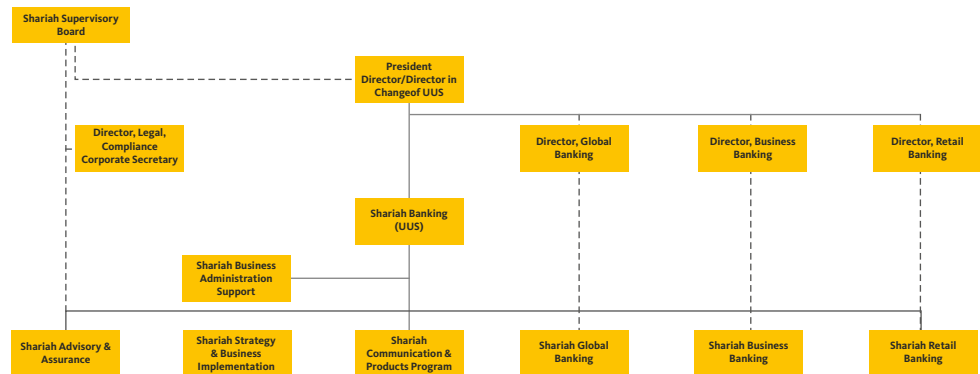 Shariah Supervisory
Board
President
Director/Director in
Changeof UUS
Director, Legal,
Compliance
Corporate Secretary
Director, Global
Banking
Director, Business
Banking
Director, Retail
Banking
Shariah Banking
(UUS)
Shariah Business
Administration
Support
Shariah Advisory &
Assurance
Shariah Strategy
& Business
Implementation
Shariah
Communication &
Products Program
Shariah Global
Banking
Shariah Business
Banking
Shariah Retail
Banking